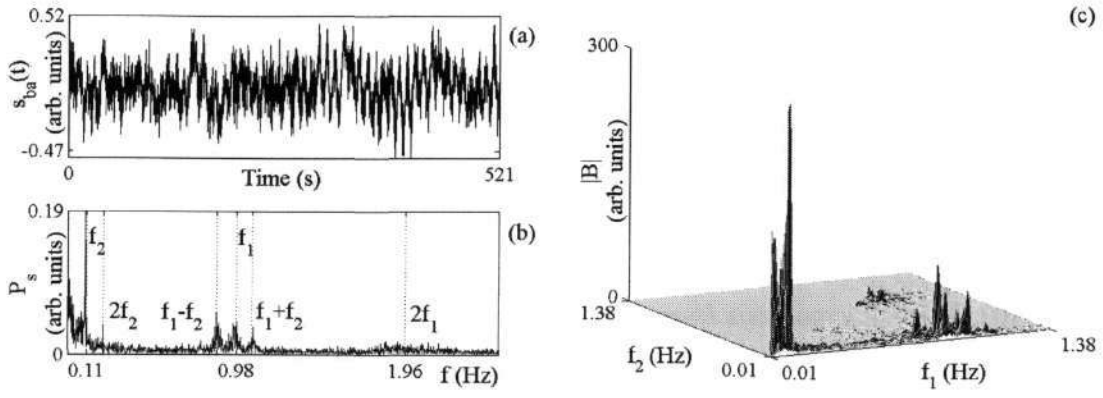 0.52
(a)
s_ba(t)
(arb. units)
-0.47
0
Time (s)
521
0.19
(b)
P_s
(arb. units)
f_2
f_1
2f_2
f_1-f_2
f_1+f_2
2f_1
0
0.11
0.98
1.96
f (Hz)
(c)
300
|B|
(arb. units)
0
1.38
f_2 (Hz)
0.01
0.01
f_1 (Hz)
1.38